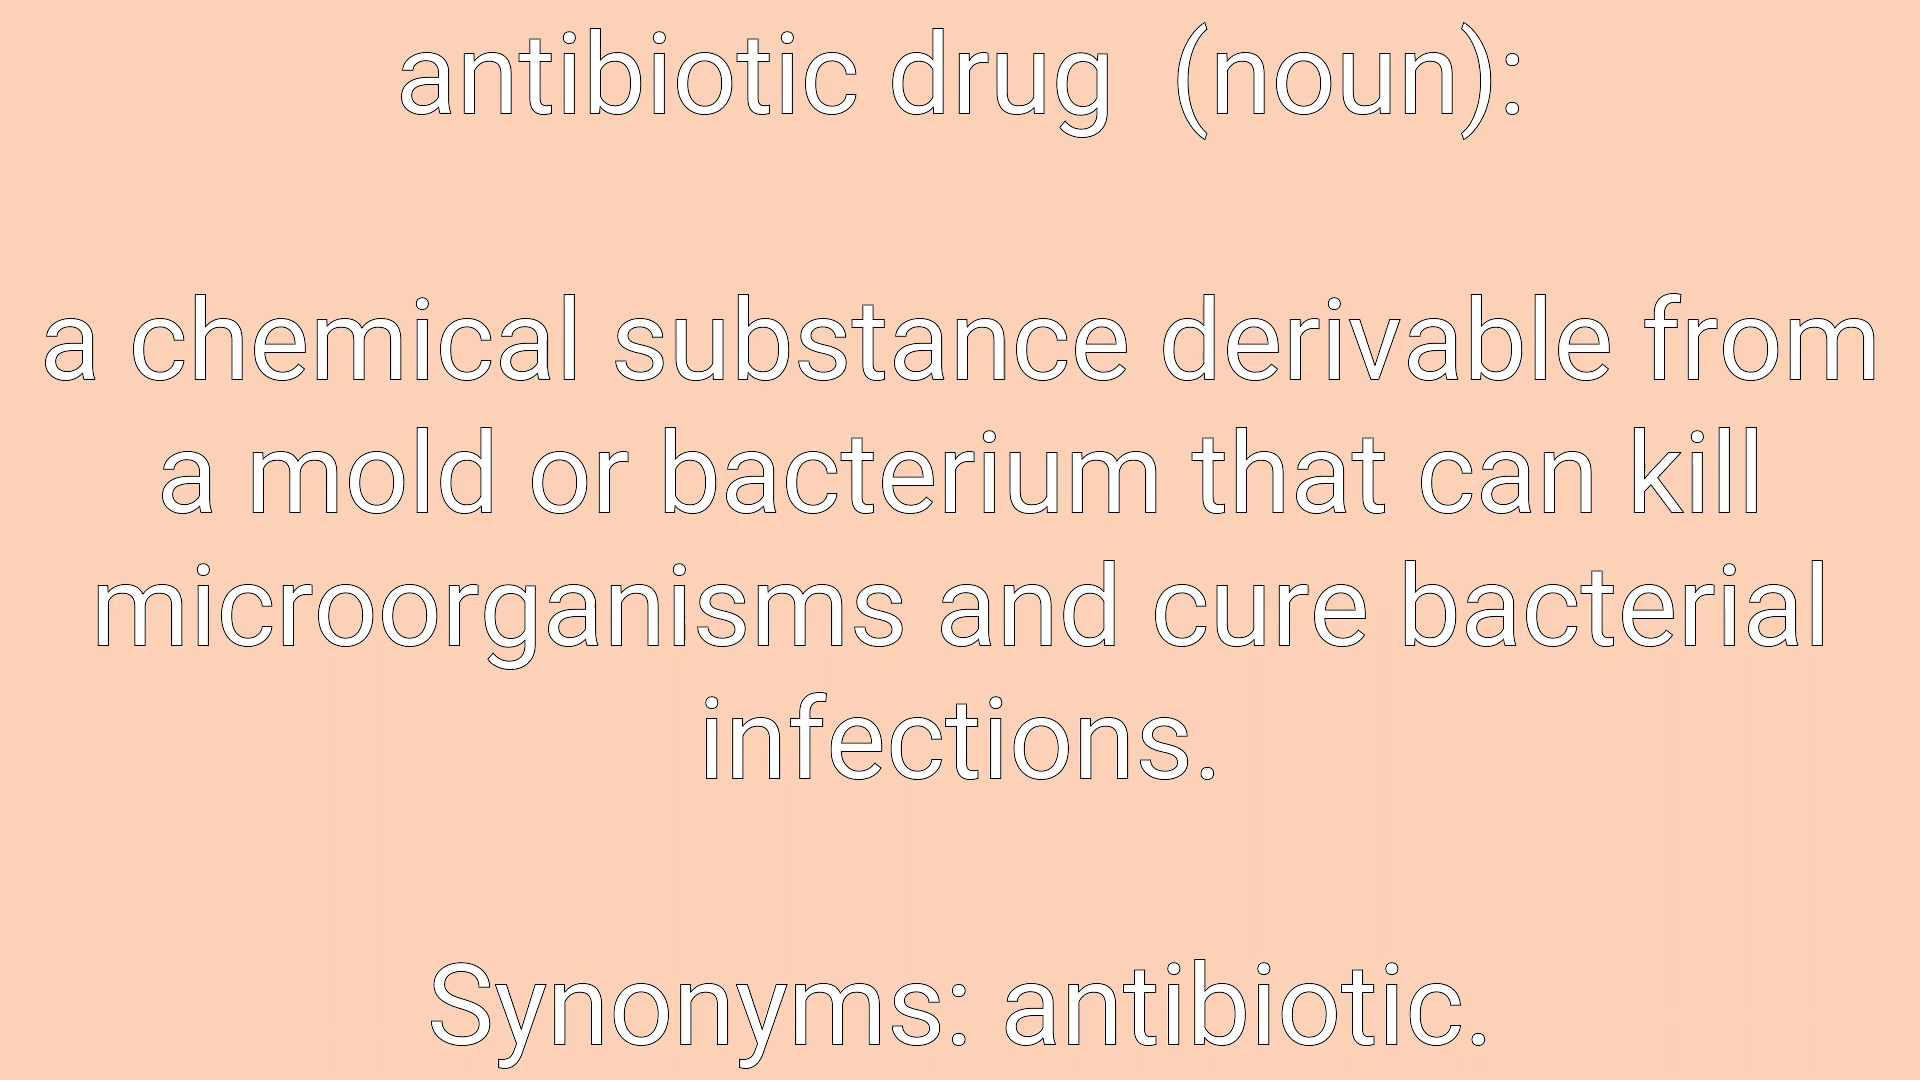 antibiotic drug  (noun):
a chemical substance derivable from
a mold or bacterium that can kill
microorganisms and cure bacterial
infections.
Synonyms: antibiotic.